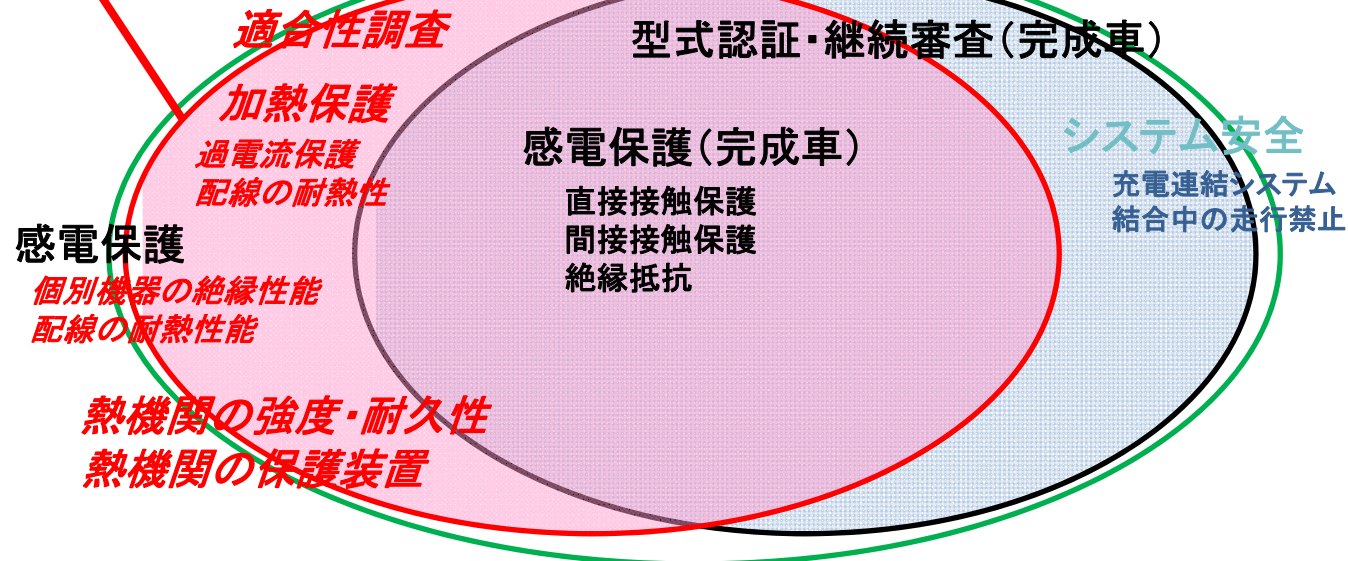 適合性調査
型式認証・継続審査(完成車)
加熱保護
過電流保護
配線の耐熱性
感電保護(完成車)
直接接触保護
間接接触保護
絶縁抵抗
システム安全
充電連結システム
結合中の走行禁止
感電保護
個別機器の絶縁性能
配線の耐熱性能
熱機関の強度・耐久性
熱機関の保護装置